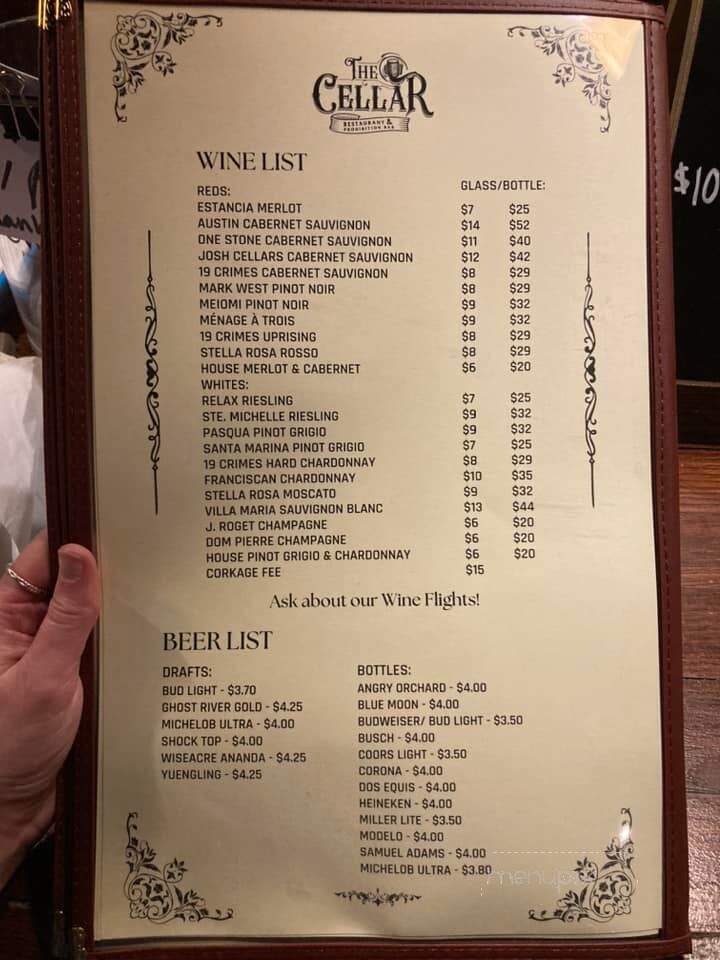 THE
CELLAR
RESTAURANT &
PROHIBITION BAR
WINE LIST
REDS: GLASS/BOTTLE:
ESTANCIA MERLOT $7 $25
AUSTIN CABERNET SAUVIGNON $14 $52
ONE STONE CABERNET SAUVIGNON $11 $40
JOSH CELLARS CABERNET SAUVIGNON $12 $42
19 CRIMES CABERNET SAUVIGNON $8 $29
MARK WEST PINOT NOIR $8 $29
MEIOMI PINOT NOIR $9 $32
MÉNAGE À TROIS $9 $32
19 CRIMES UPRISING $8 $29
STELLA ROSA ROSSO $8 $29
HOUSE MERLOT & CABERNET $6 $20
WHITES:
RELAX RIESLING $7 $25
STE. MICHELLE RIESLING $9 $32
PASQUA PINOT GRIGIO $9 $32
SANTA MARINA PINOT GRIGIO $7 $25
19 CRIMES HARD CHARDONNAY $8 $29
FRANCISCAN CHARDONNAY $10 $35
STELLA ROSA MOSCATO $9 $32
VILLA MARIA SAUVIGNON BLANC $13 $44
J. ROGET CHAMPAGNE $6 $20
DOM PIERRE CHAMPAGNE $6 $20
HOUSE PINOT GRIGIO & CHARDONNAY $6 $20
CORKAGE FEE $15
Ask about our Wine Flights!
BEER LIST
DRAFTS:
BUD LIGHT - $3.70
GHOST RIVER GOLD - $4.25
MICHELOB ULTRA - $4.00
SHOCK TOP - $4.00
WISEACRE ANANDA - $4.25
YUENGLING - $4.25
BOTTLES:
ANGRY ORCHARD - $4.00
BLUE MOON - $4.00
BUDWEISER/ BUD LIGHT - $3.50
BUSCH - $4.00
COORS LIGHT - $3.50
CORONA - $4.00
DOS EQUIS - $4.00
HEINEKEN - $4.00
MILLER LITE - $3.50
MODELO - $4.00
SAMUEL ADAMS - $4.00
MICHELOB ULTRA - $3.80
$10